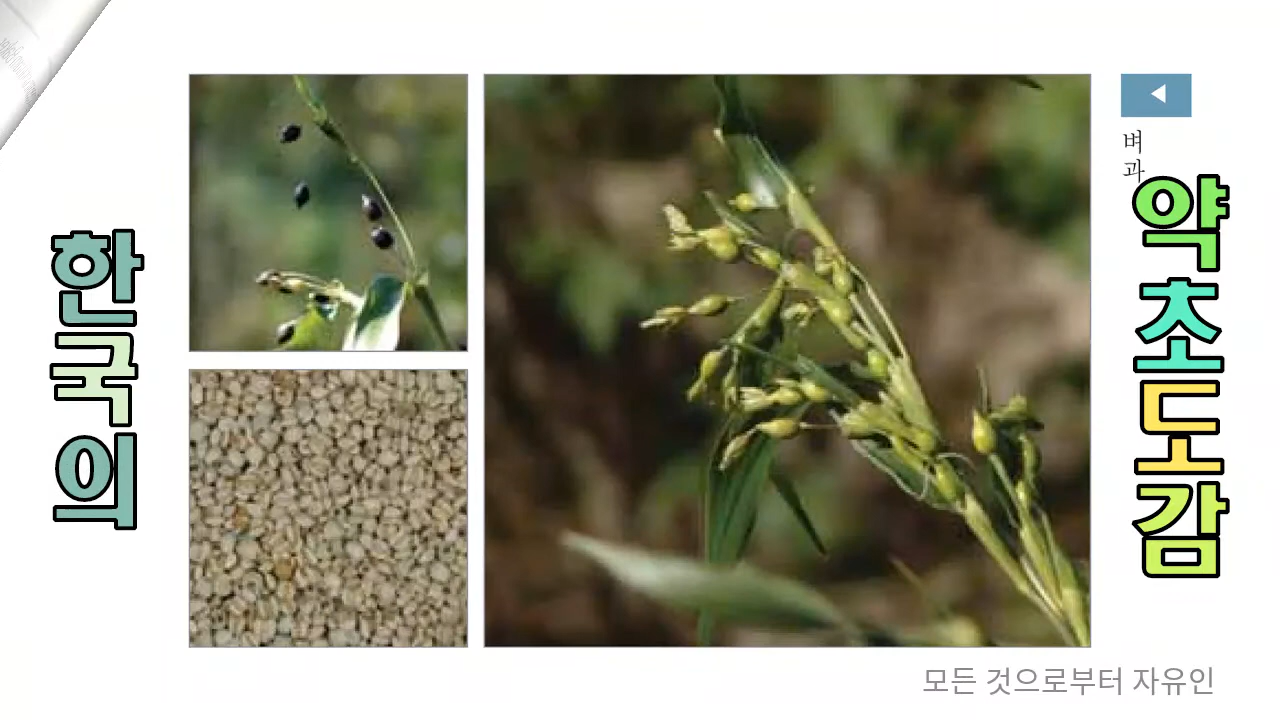 한국의
벼과
약초도감
모든 것으로부터 자유인